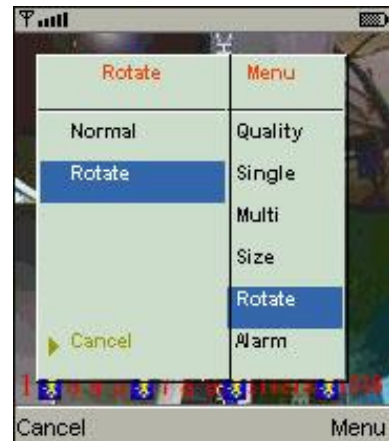 Rotate
Normal
Rotate
Cancel
Menu
Quality
Single
Multi
Size
Rotate
Alarm
Cancel
Menu